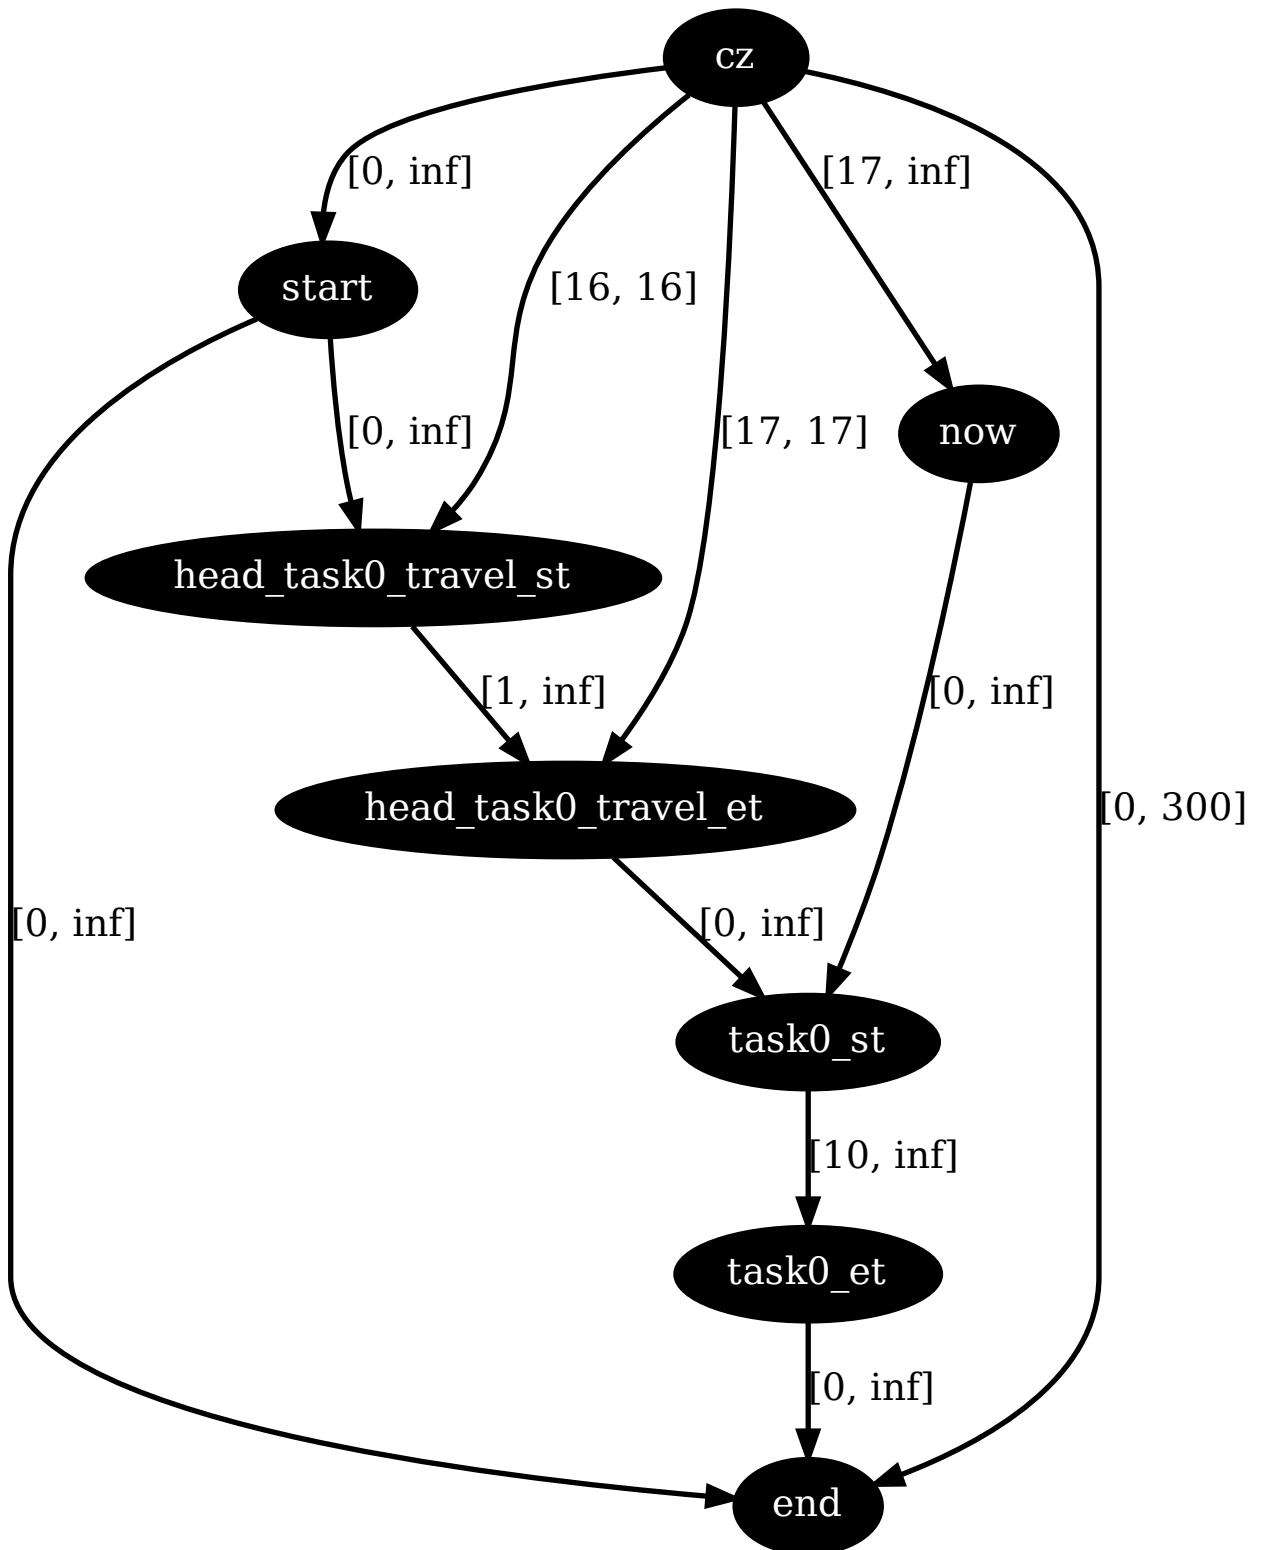 cz
[0, inf]
[17, inf]
start
[16, 16]
[0, inf]
[17, 17]
now
head_task0_travel_st
[1, inf]
[0, inf]
head_task0_travel_et
[0, 300]
[0, inf]
[0, inf]
task0_st
[10, inf]
task0_et
[0, inf]
end